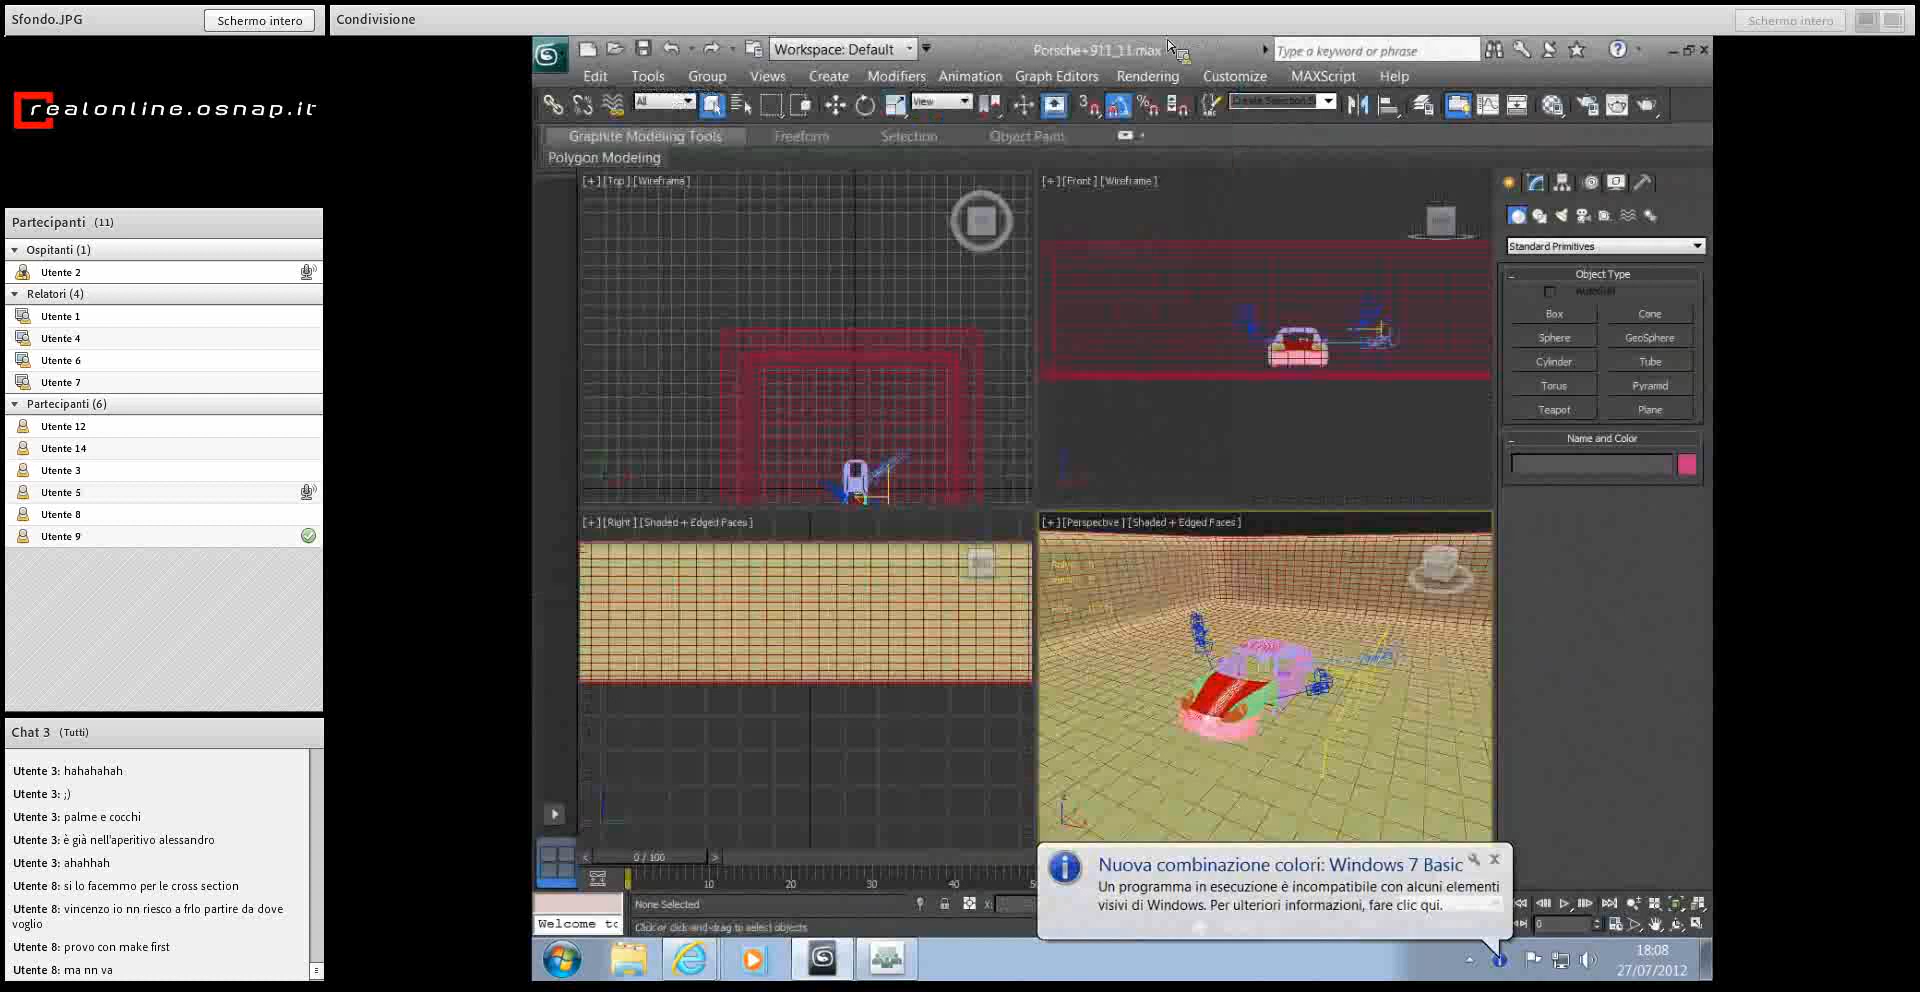 Sfondo.JPG
Schermo intero
Condivisione
Schermo intero
realonline.osnap.it
Partecipanti (11)
Ospitanti (1)
Utente 2
Relatori (4)
Utente 1
Utente 4
Utente 6
Utente 7
Partecipanti (6)
Utente 12
Utente 14
Utente 3
Utente 5
Utente 8
Utente 9
Chat 3 (Tutti)
Utente 3: hahahahah
Utente 3: ;)
Utente 3: palme e cocchi
Utente 3: è già nell'aperitivo alessandro
Utente 3: ahahhah
Utente 8: si lo facemmo per le cross section
Utente 8: vincenzo io nn riesco a frlo partire da dove
voglio
Utente 8: provo con make first
Utente 8: ma nn va
Workspace: Default
Porsche+911_11.max
Type a keyword or phrase
Edit Tools Group Views Create Modifiers Animation Graph Editors Rendering Customize MAXScript Help
All
View
Create Selection Se
Graphite Modeling Tools Freeform Selection Object Paint
Polygon Modeling
[+][Top][Wireframe]
[+][Front][Wireframe]
[+][Right][Shaded + Edged Faces]
[+][Perspective][Shaded + Edged Faces]
Standard Primitives
Object Type
AutoGrid
Box Cone
Sphere GeoSphere
Cylinder Tube
Torus Pyramid
Teapot Plane
Name and Color
0 / 100
10 20 30 40
None Selected
X:
Welcome to
Click or click-and-drag to select objects
0
Nuova combinazione colori: Windows 7 Basic
Un programma in esecuzione è incompatibile con alcuni elementi
visivi di Windows. Per ulteriori informazioni, fare clic qui.
18:08
27/07/2012